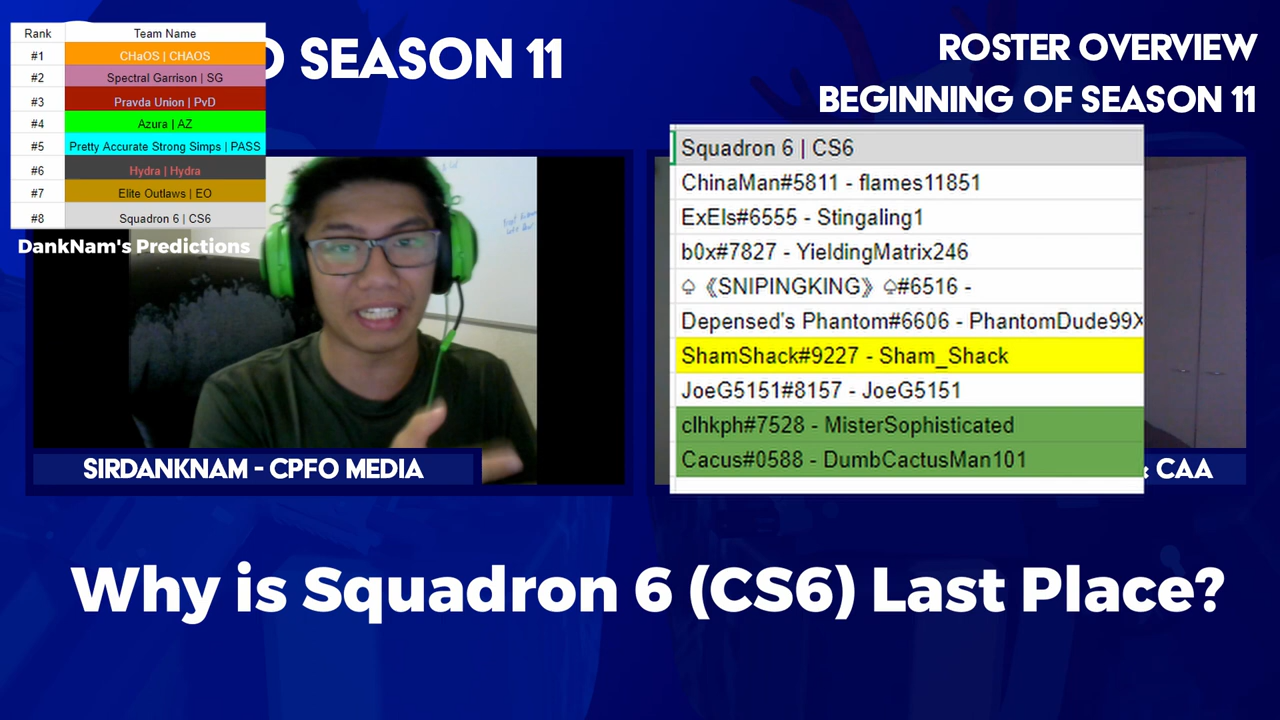 Rank Team Name
#1 CHaOS | CHAOS
#2 Spectral Garrison | SG
#3 Pravda Union | PvD
#4 Azura | AZ
#5 Pretty Accurate Strong Simps | PASS
#6 Hydra | Hydra
#7 Elite Outlaws | EO
#8 Squadron 6 | CS6
DankNam's Predictions
O SEASON 11
ROSTER OVERVIEW
BEGINNING OF SEASON 11
Squadron 6 | CS6
ChinaMan#5811 - flames11851
ExEls#6555 - Stingaling1
b0x#7827 - YieldingMatrix246
♤《SNIPINGKING》♤#6516 -
Depensed's Phantom#6606 - PhantomDude99X
ShamShack#9227 - Sham_Shack
JoeG5151#8157 - JoeG5151
clhkph#7528 - MisterSophisticated
Cacus#0588 - DumbCactusMan101
SIRDANKNAM - CPFO MEDIA
: CAA
Why is Squadron 6 (CS6) Last Place?